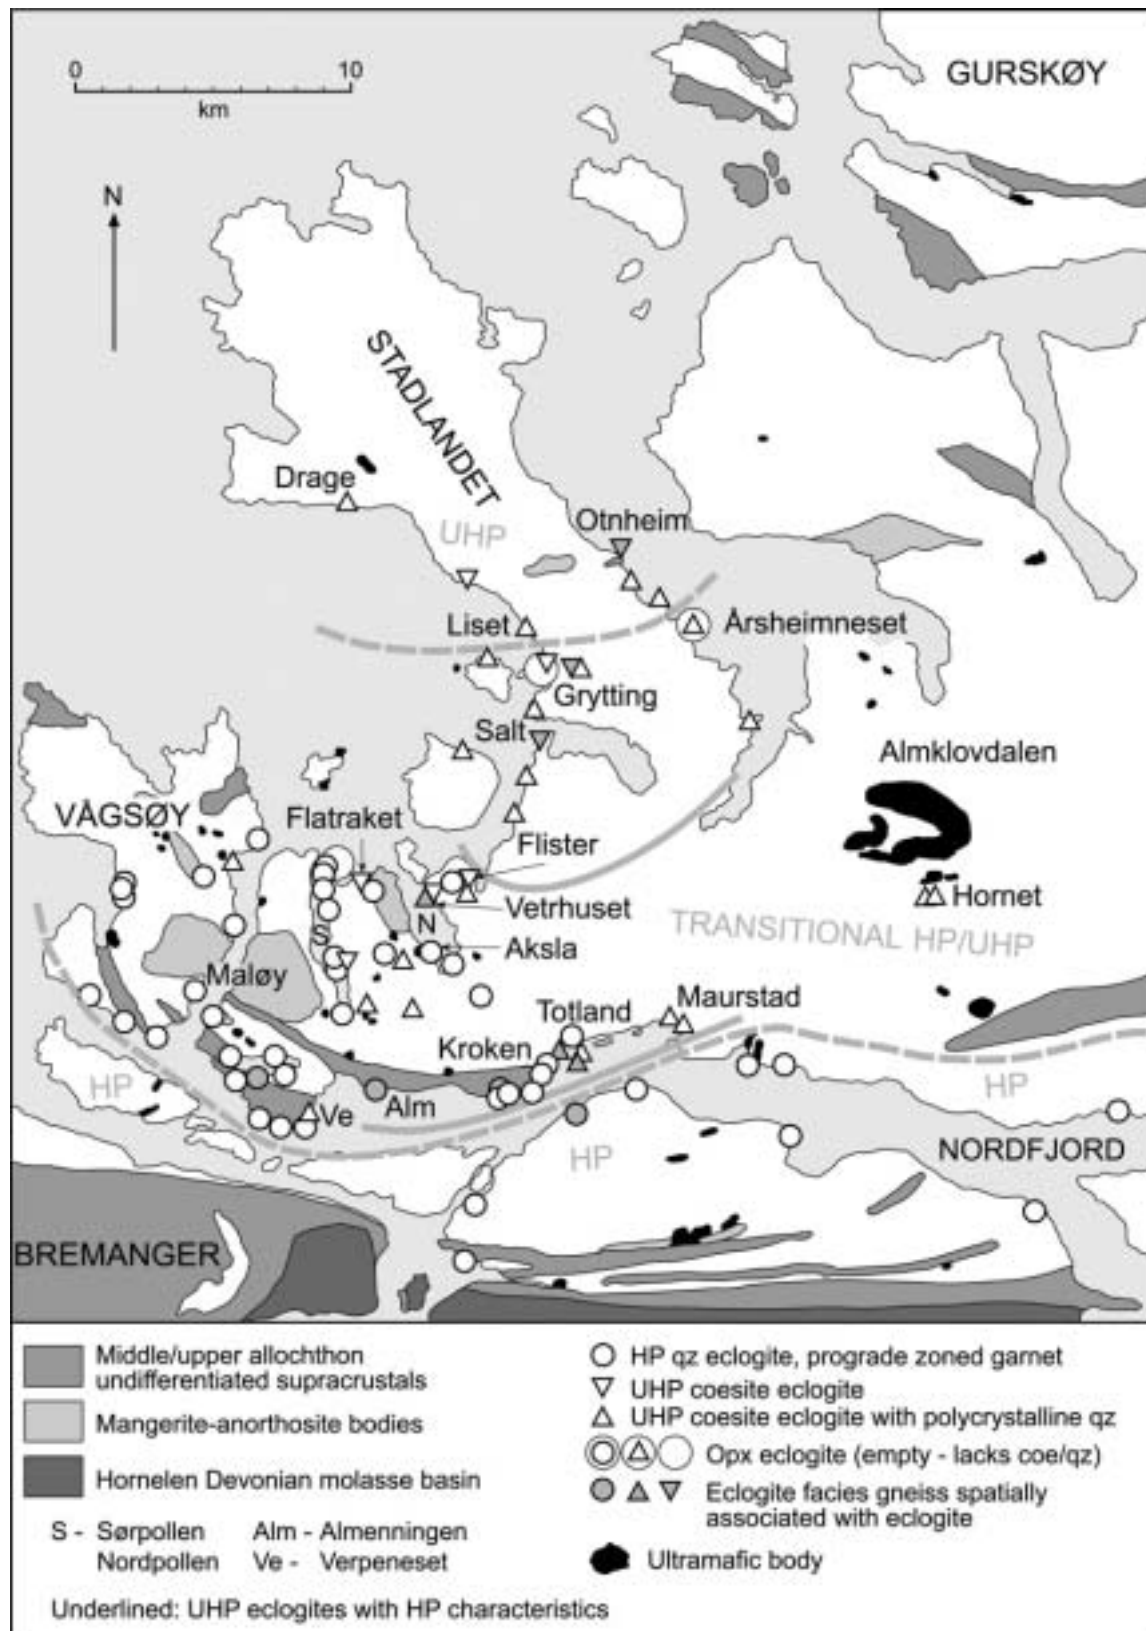 0
10
km
GURSKØY
N
STADLANDET
Drage
UHP
Otnheim
Liset
Årsheimneset
Grytting
Salt
Almklovdalen
VÅGSØY
Flatraket
Flister
Vetrhuset
Hornet
N
S
TRANSITIONAL HP/UHP
Aksla
Maløy
Totland
Maurstad
Kroken
HP
HP
Alm
Ve
HP
NORDFJORD
BREMANGER
Middle/upper allochthon
undifferentiated supracrustals
Mangerite-anorthosite bodies
Hornelen Devonian molasse basin
S - Sørpollen
Nordpollen
Alm - Almenningen
Ve - Verpeneset
Underlined: UHP eclogites with HP characteristics
HP qz eclogite, prograde zoned garnet
UHP coesite eclogite
UHP coesite eclogite with polycrystalline qz
Opx eclogite (empty - lacks coe/qz)
Eclogite facies gneiss spatially
associated with eclogite
Ultramafic body